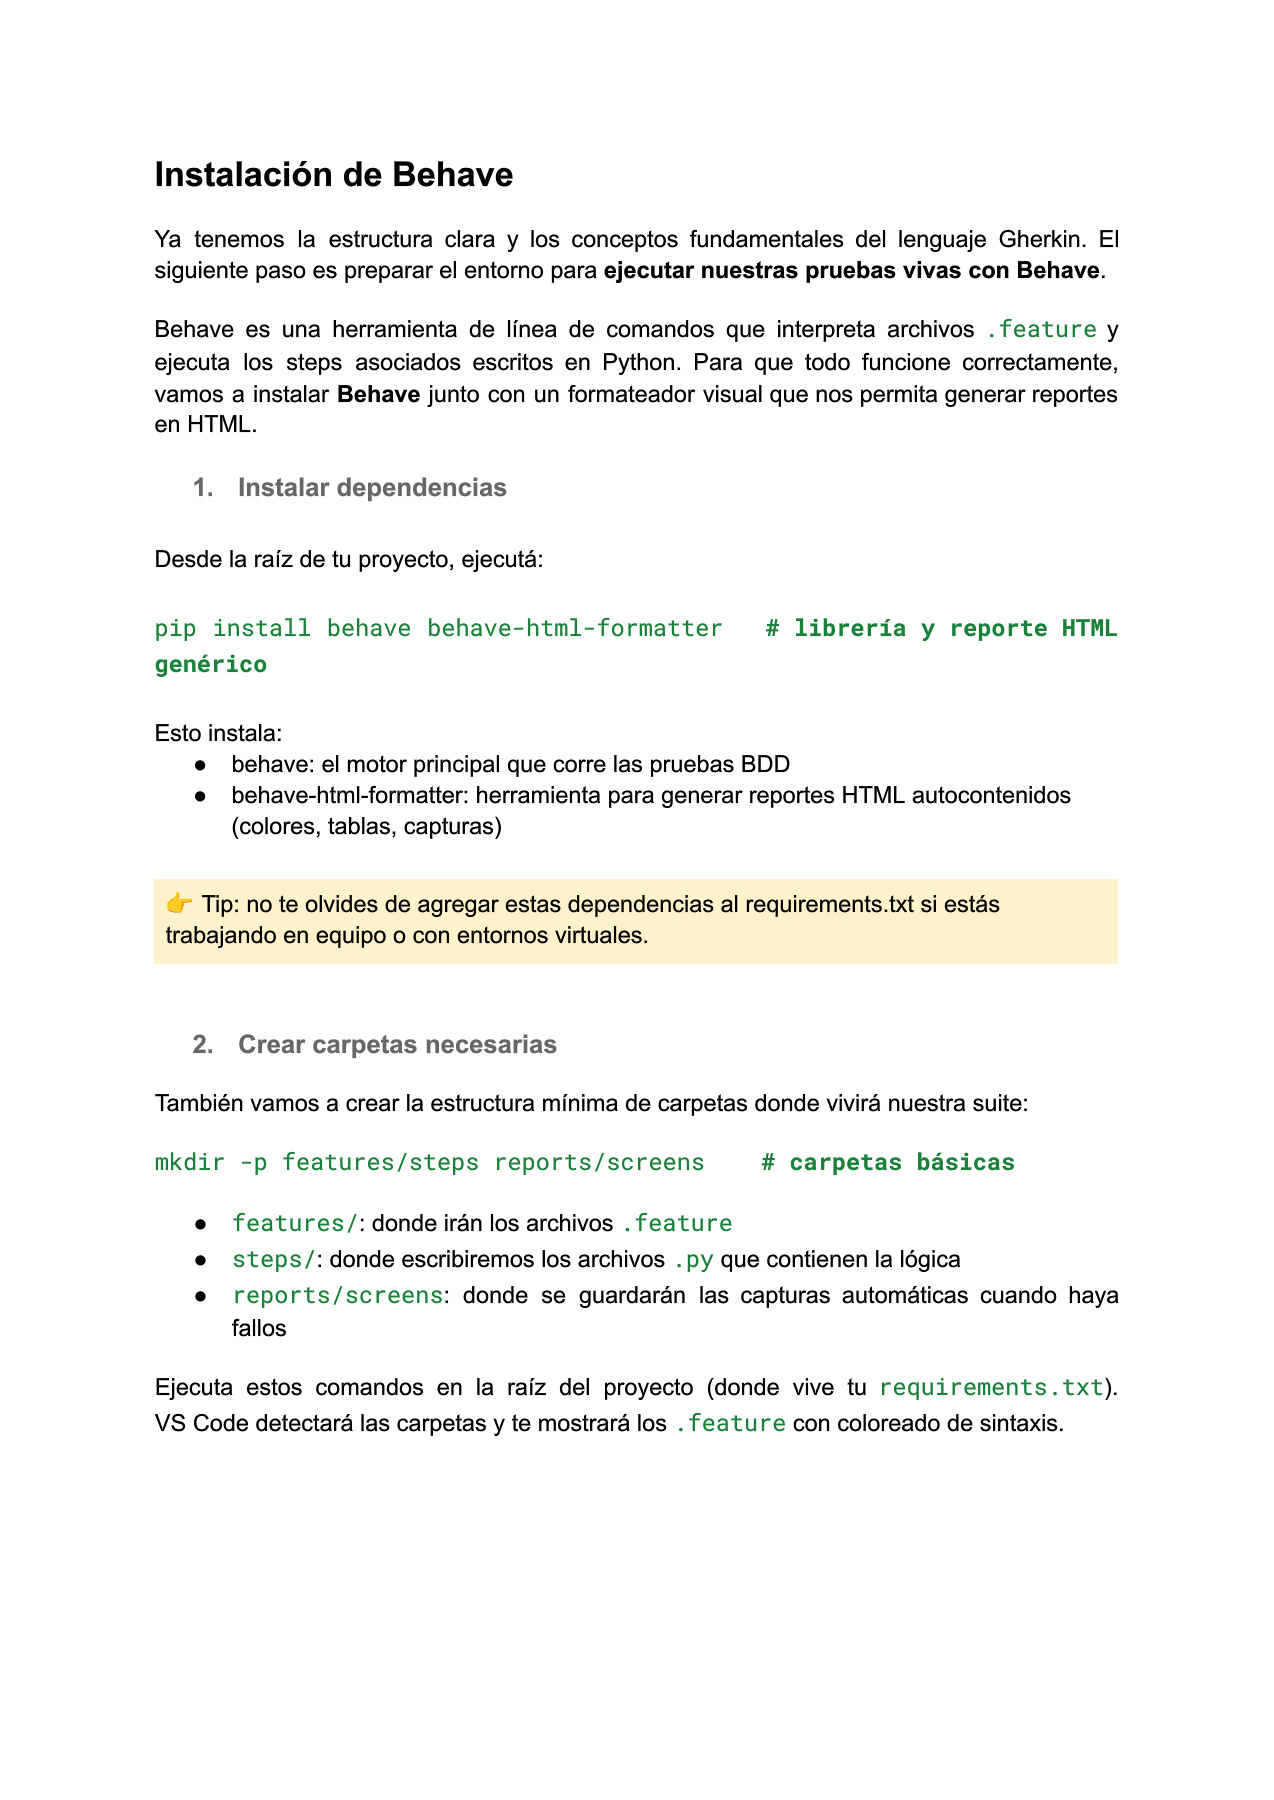 Instalación de Behave
Ya tenemos la estructura clara y los conceptos fundamentales del lenguaje Gherkin. El
siguiente paso es preparar el entorno para ejecutar nuestras pruebas vivas con Behave.
Behave es una herramienta de línea de comandos que interpreta archivos .feature y
ejecuta los steps asociados escritos en Python. Para que todo funcione correctamente,
vamos a instalar Behave junto con un formateador visual que nos permita generar reportes
en HTML.
1. Instalar dependencias
Desde la raíz de tu proyecto, ejecutá:
pip install behave behave-html-formatter # librería y reporte HTML
genérico
Esto instala:
● behave: el motor principal que corre las pruebas BDD
● behave-html-formatter: herramienta para generar reportes HTML autocontenidos
(colores, tablas, capturas)
👉 Tip: no te olvides de agregar estas dependencias al requirements.txt si estás
trabajando en equipo o con entornos virtuales.
2. Crear carpetas necesarias
También vamos a crear la estructura mínima de carpetas donde vivirá nuestra suite:
mkdir -p features/steps reports/screens # carpetas básicas
● features/: donde irán los archivos .feature
● steps/: donde escribiremos los archivos .py que contienen la lógica
● reports/screens: donde se guardarán las capturas automáticas cuando haya
fallos
Ejecuta estos comandos en la raíz del proyecto (donde vive tu requirements.txt).
VS Code detectará las carpetas y te mostrará los .feature con coloreado de sintaxis.